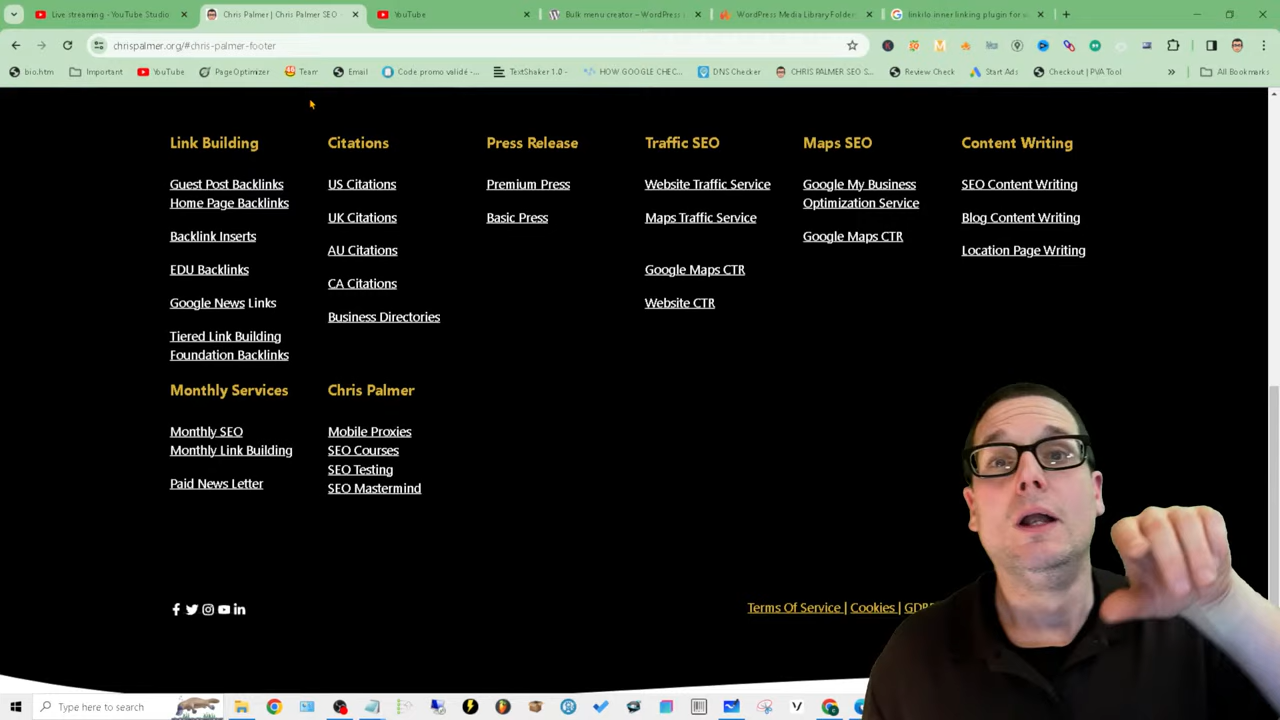 Live streaming - YouTube Studio
Chris Palmer | Chris Palmer SEO
YouTube
Bulk menu creator – WordPress
WordPress Media Library Folder
linkilo inner linking plugin for
chrispalmer.org/#chris-palmer-footer
bio.htm
Important
YouTube
PageOptimizer
Team
Email
Code promo validé -...
TextShaker 1.0 -
HOW GOOGLE CHEC...
DNS Checker
CHRIS PALMER SEO S...
Review Check
Start Ads
Checkout | PVA Tool
All Bookmarks
Link Building
Guest Post Backlinks
Home Page Backlinks
Backlink Inserts
EDU Backlinks
Google News Links
Tiered Link Building
Foundation Backlinks
Citations
US Citations
UK Citations
AU Citations
CA Citations
Business Directories
Press Release
Premium Press
Basic Press
Traffic SEO
Website Traffic Service
Maps Traffic Service
Google Maps CTR
Website CTR
Maps SEO
Google My Business
Optimization Service
Google Maps CTR
Content Writing
SEO Content Writing
Blog Content Writing
Location Page Writing
Monthly Services
Monthly SEO
Monthly Link Building
Paid News Letter
Chris Palmer
Mobile Proxies
SEO Courses
SEO Testing
SEO Mastermind
Terms Of Service | Cookies |
Type here to search